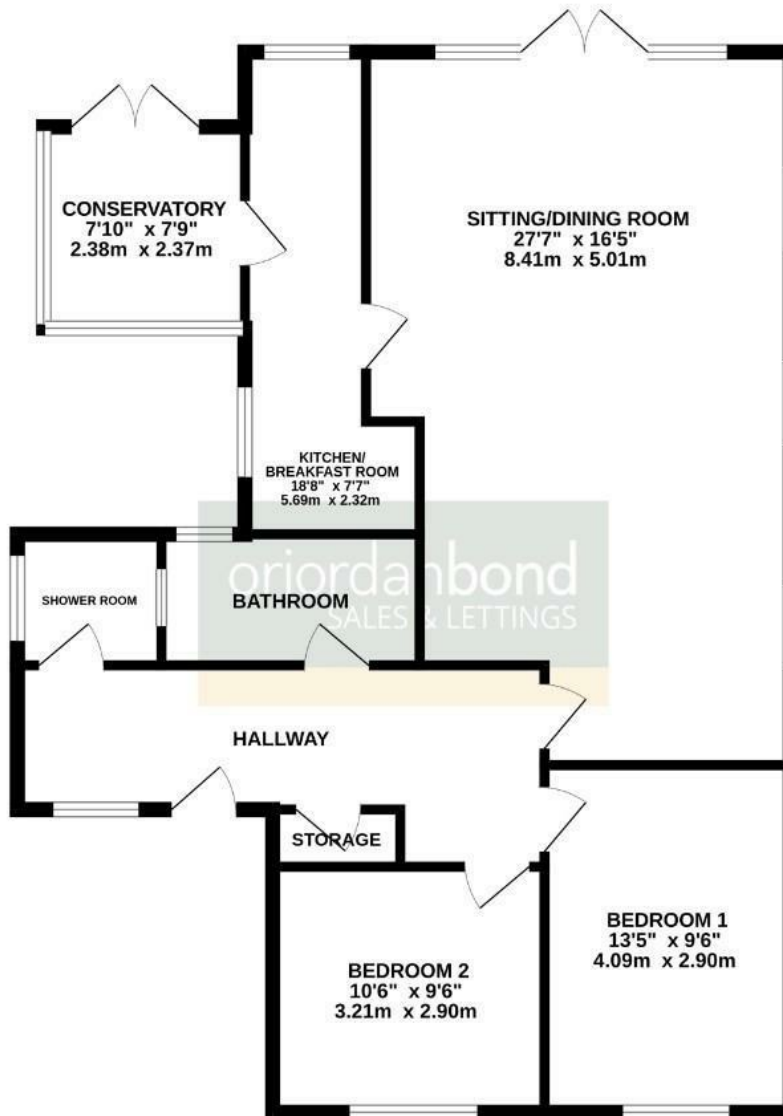 CONSERVATORY
7'10" x 7'9"
2.38m x 2.37m
SITTING/DINING ROOM
27'7" x 16'5"
8.41m x 5.01m
KITCHEN/
BREAKFAST ROOM
18'8" x 7'7"
5.69m x 2.32m
oriordanbond
SALES & LETTINGS
SHOWER ROOM
BATHROOM
HALLWAY
STORAGE
BEDROOM 2
10'6" x 9'6"
3.21m x 2.90m
BEDROOM 1
13'5" x 9'6"
4.09m x 2.90m